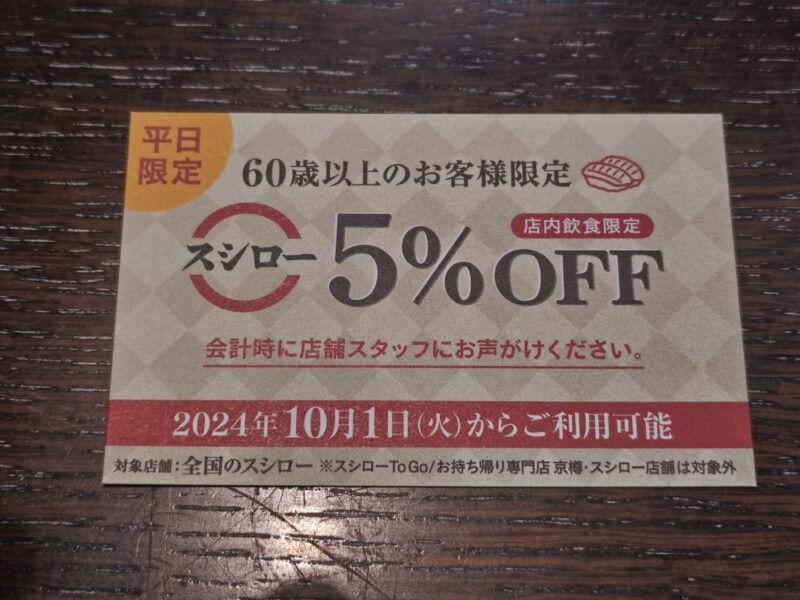 平日
限定
60歳以上のお客様限定
店内飲食限定
スシロー 5%OFF
会計時に店舗スタッフにお声がけください。
2024年10月1日(火)からご利用可能
対象店舗:全国のスシロー ※スシローTo Go/お持ち帰り専門店 京樽・スシロー店舗は対象外